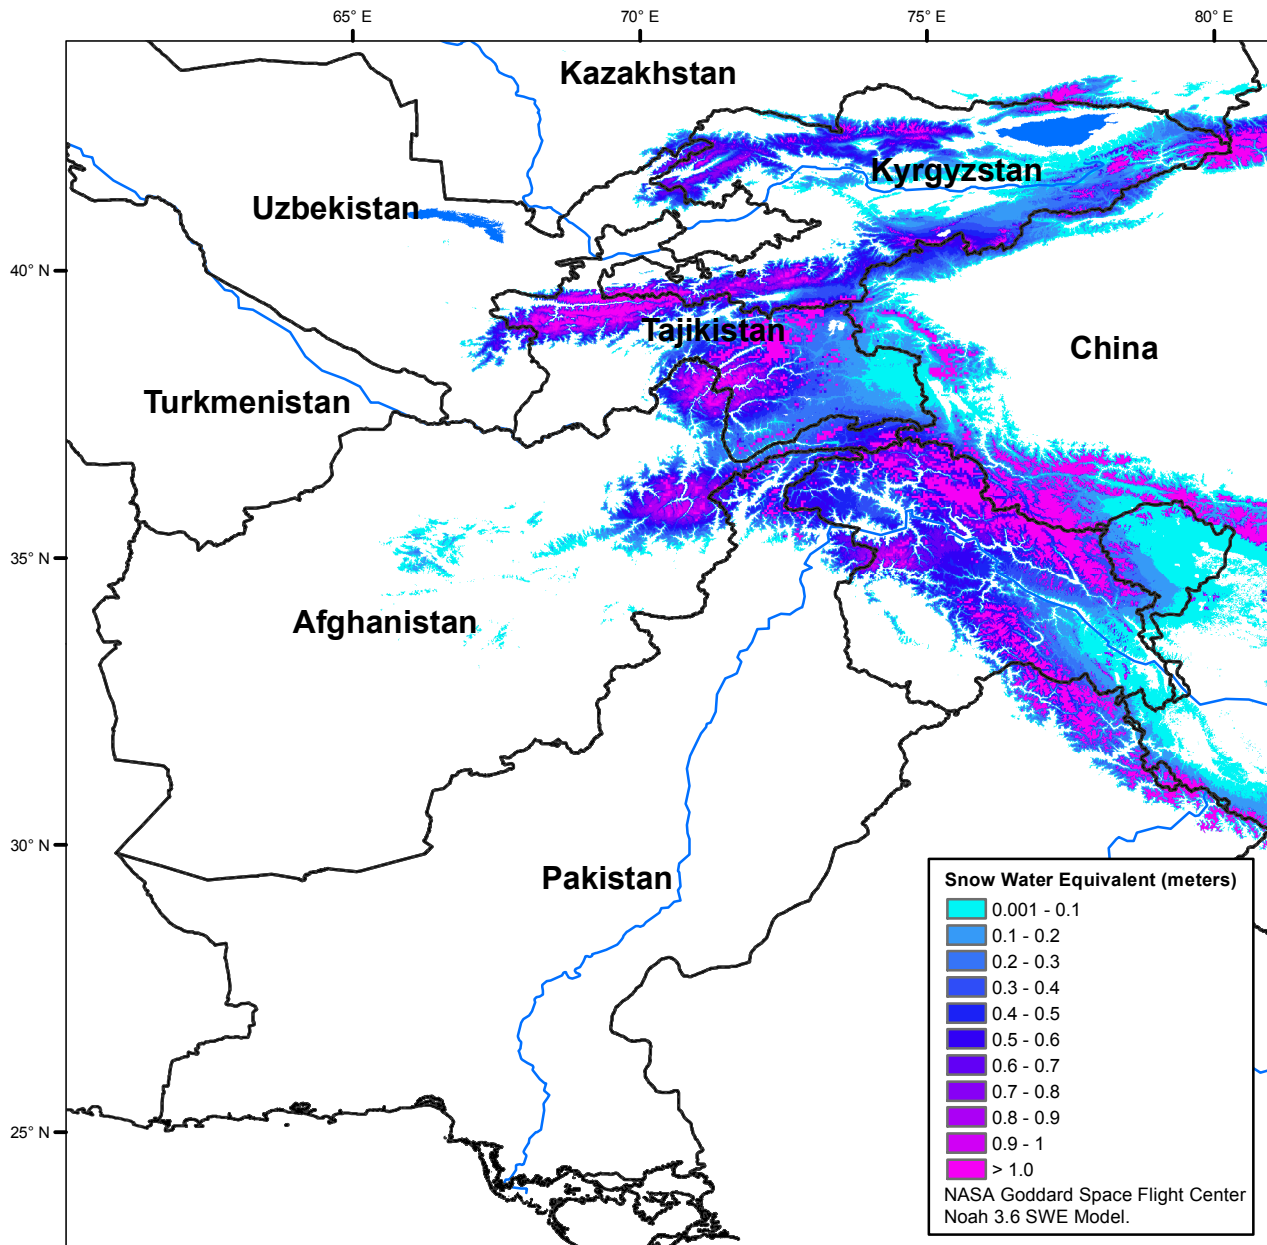 65° E
70° E
75° E
80° E
Kazakhstan
Kyrgyzstan
Uzbekistan
40° N
Tajikistan
China
Turkmenistan
35° N
Afghanistan
30° N
Pakistan
25° N
Snow Water Equivalent (meters)
0.001 - 0.1
0.1 - 0.2
0.2 - 0.3
0.3 - 0.4
0.4 - 0.5
0.5 - 0.6
0.6 - 0.7
0.7 - 0.8
0.8 - 0.9
0.9 - 1
> 1.0
NASA Goddard Space Flight Center
Noah 3.6 SWE Model.